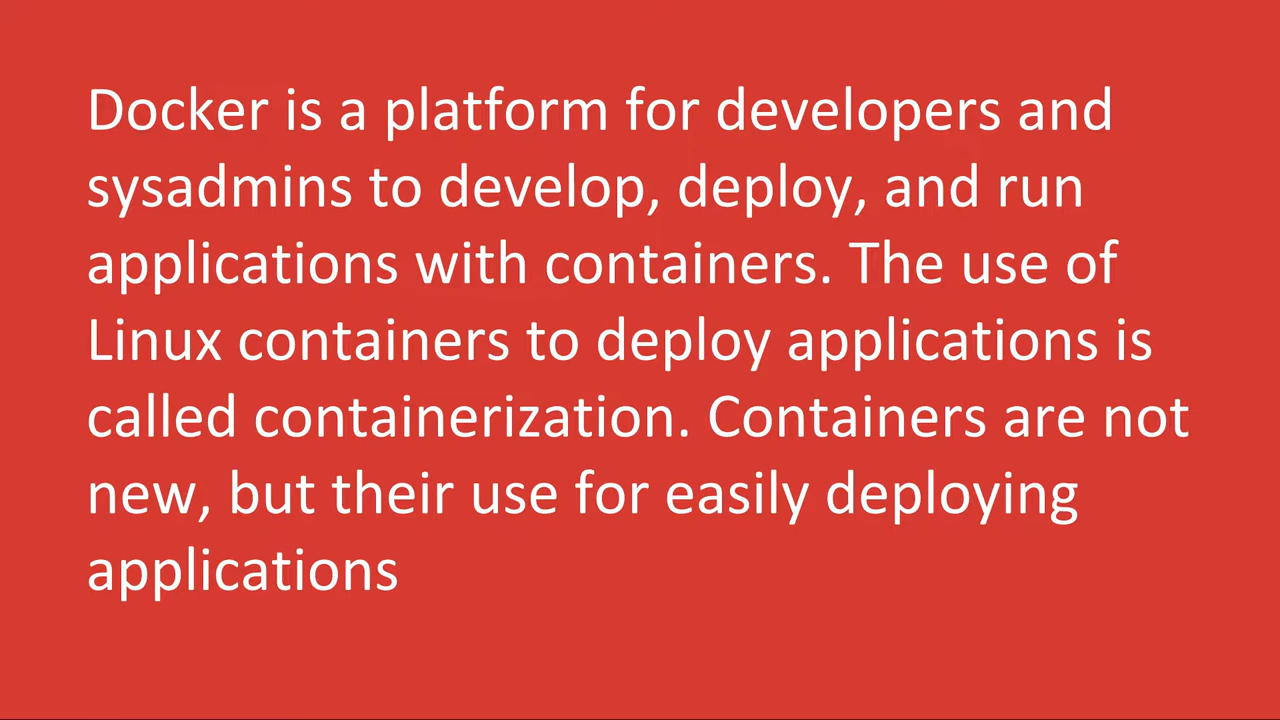 Docker is a platform for developers and
sysadmins to develop, deploy, and run
applications with containers. The use of
Linux containers to deploy applications is
called containerization. Containers are not
new, but their use for easily deploying
applications